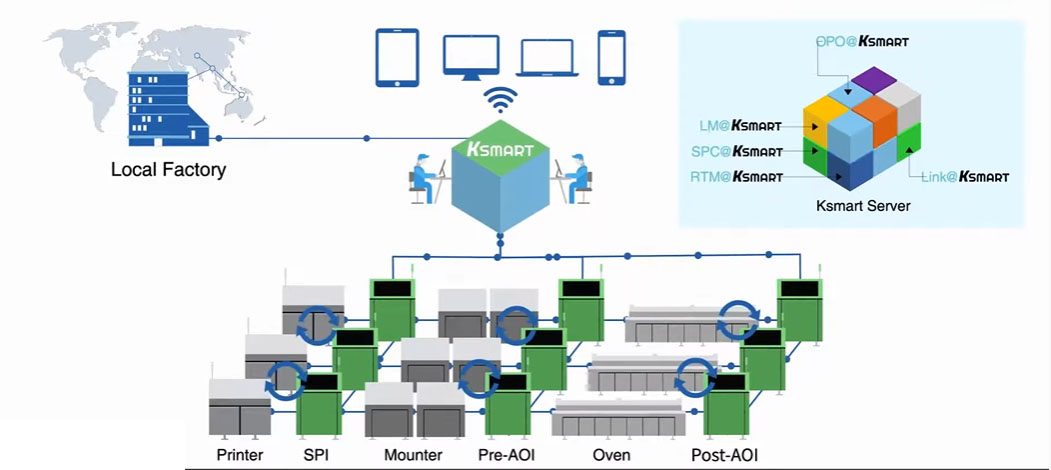 OPO@KSMART
KSMART
LM@KSMART
SPC@KSMART
RTM@KSMART
Link@KSMART
Local Factory
Ksmart Server
Printer
SPI
Mounter
Pre-AOI
Oven
Post-AOI